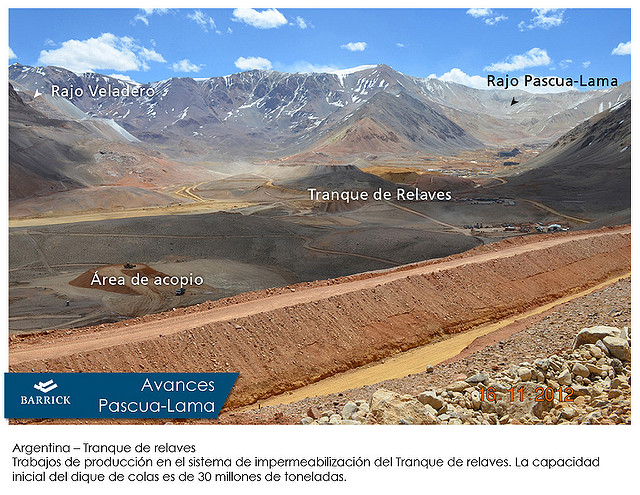 Rajo Veladero
Rajo Pascua-Lama
Tranque de Relaves
Área de acopio
16 11 2012
BARRICK
Avances
Pascua-Lama
Argentina – Tranque de relaves
Trabajos de producción en el sistema de impermeabilización del Tranque de relaves. La capacidad
inicial del dique de colas es de 30 millones de toneladas.